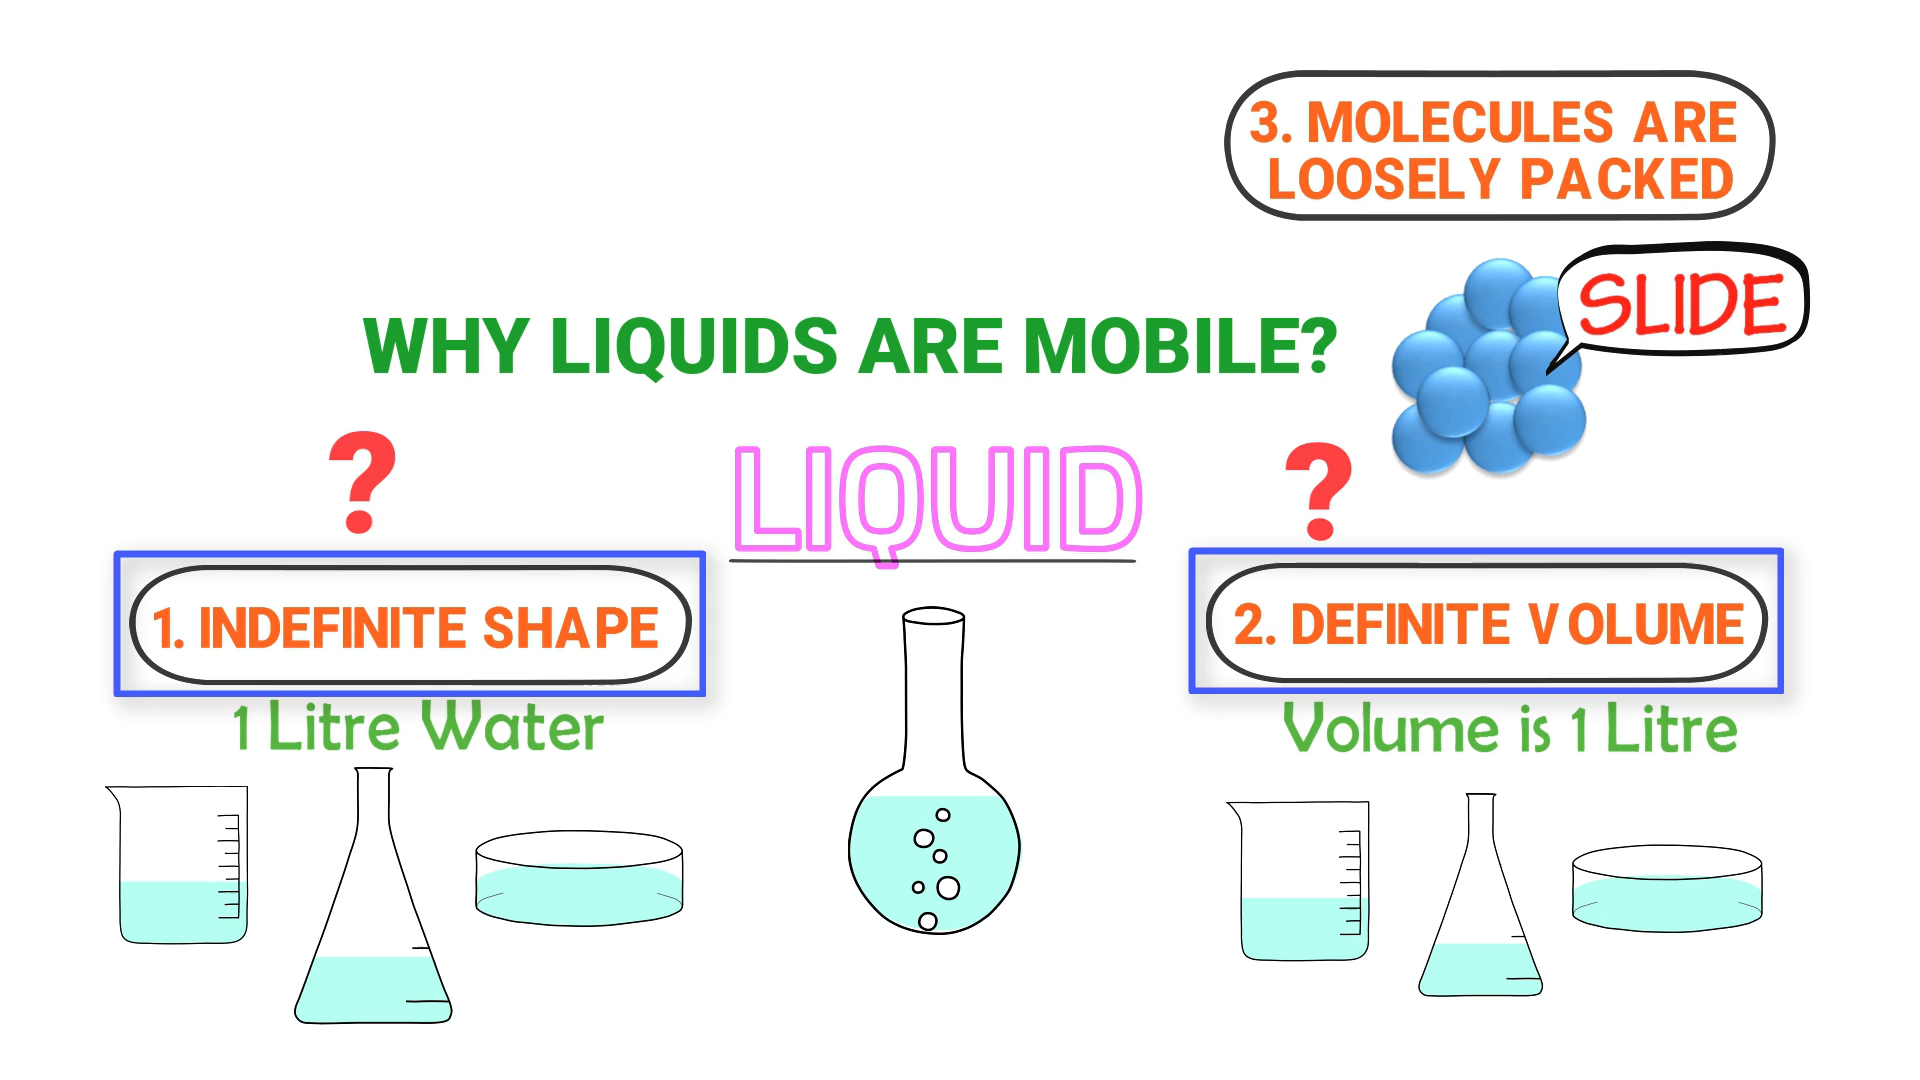 3. MOLECULES ARE
LOOSELY PACKED
SLIDE
WHY LIQUIDS ARE MOBILE?
?
LIQUID
?
1. INDEFINITE SHAPE
2. DEFINITE VOLUME
1 Litre Water
Volume is 1 Litre